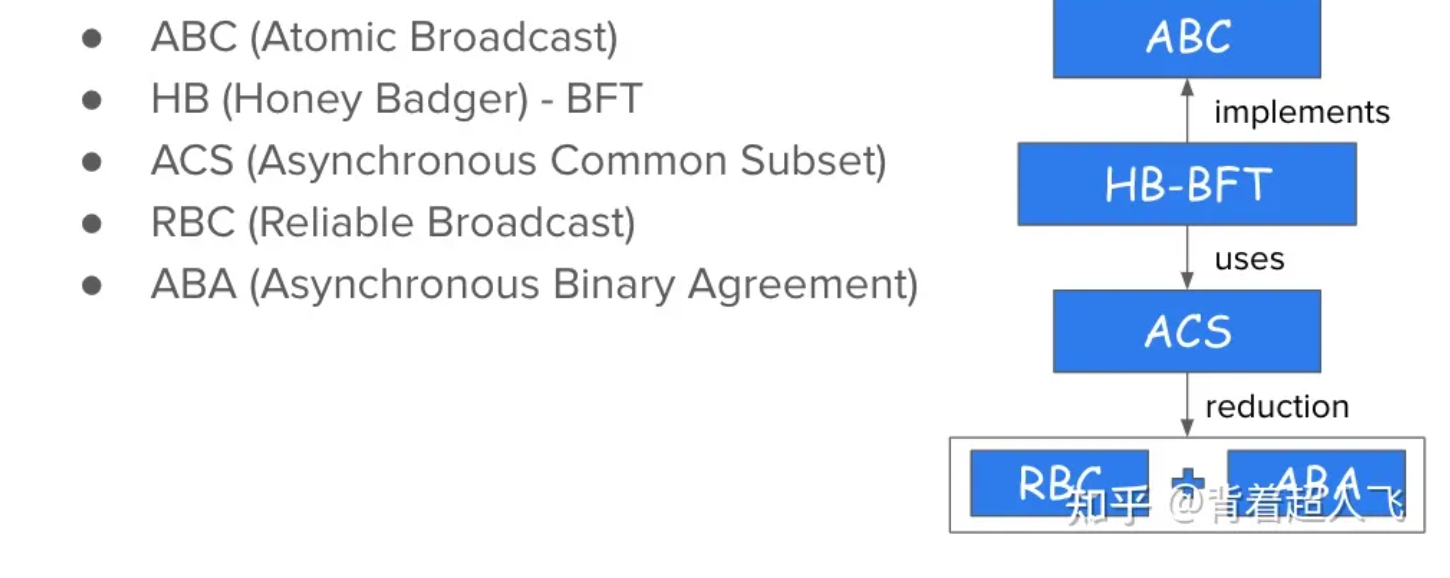 ABC (Atomic Broadcast)
HB (Honey Badger) - BFT
ACS (Asynchronous Common Subset)
RBC (Reliable Broadcast)
ABA (Asynchronous Binary Agreement)
ABC
implements
HB-BFT
uses
ACS
reduction
RBC + ABA
知乎 @背着超人飞